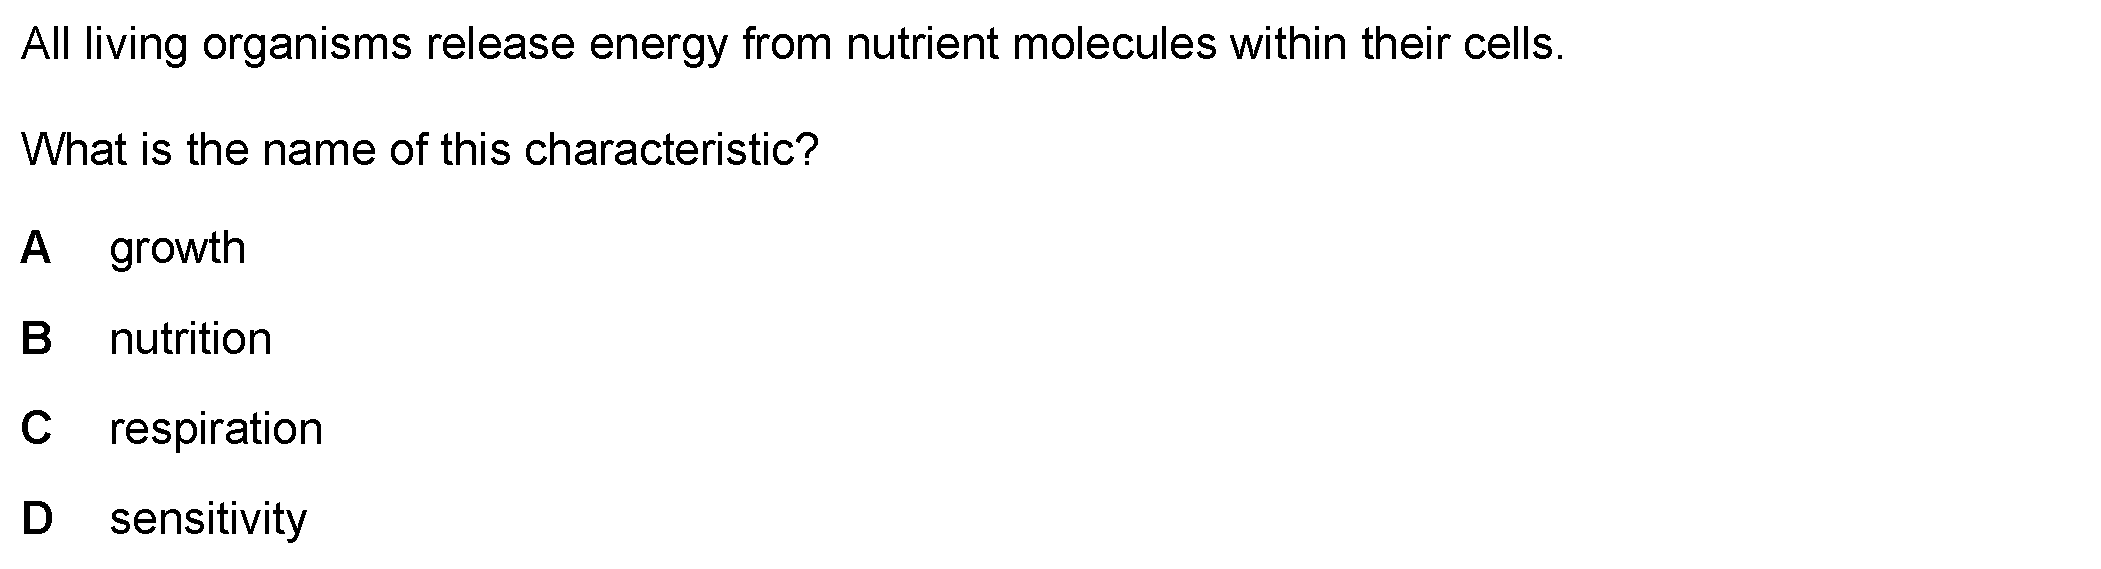 All living organisms release energy from nutrient molecules within their cells.
What is the name of this characteristic?
A growth
B nutrition
C respiration
D sensitivity